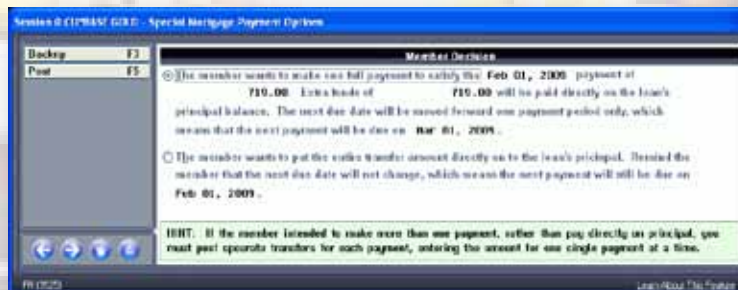 Session 0 CUBASE GOLD - Special Mortgage Payment Options
Backup F3
Post F5
Member Decision
The member wants to make one full payment to satisfy the Feb 01, 2009 payment of
719.00 Extra funds of 719.00 will be paid directly on the loan's
principal balance. The next due date will be moved forward one payment period only, which
means that the next payment will be due on Mar 01, 2009.
The member wants to put the entire transfer amount directly on to the loan's principal. Remind the
member that the next due date will not change, which means the next payment will still be due on
Feb 01, 2009.
HINT: If the member intended to make more than one payment, rather than pay directly on principal, you
must post separate transfers for each payment, entering the amount for one single payment at a time.
Learn About This Feature